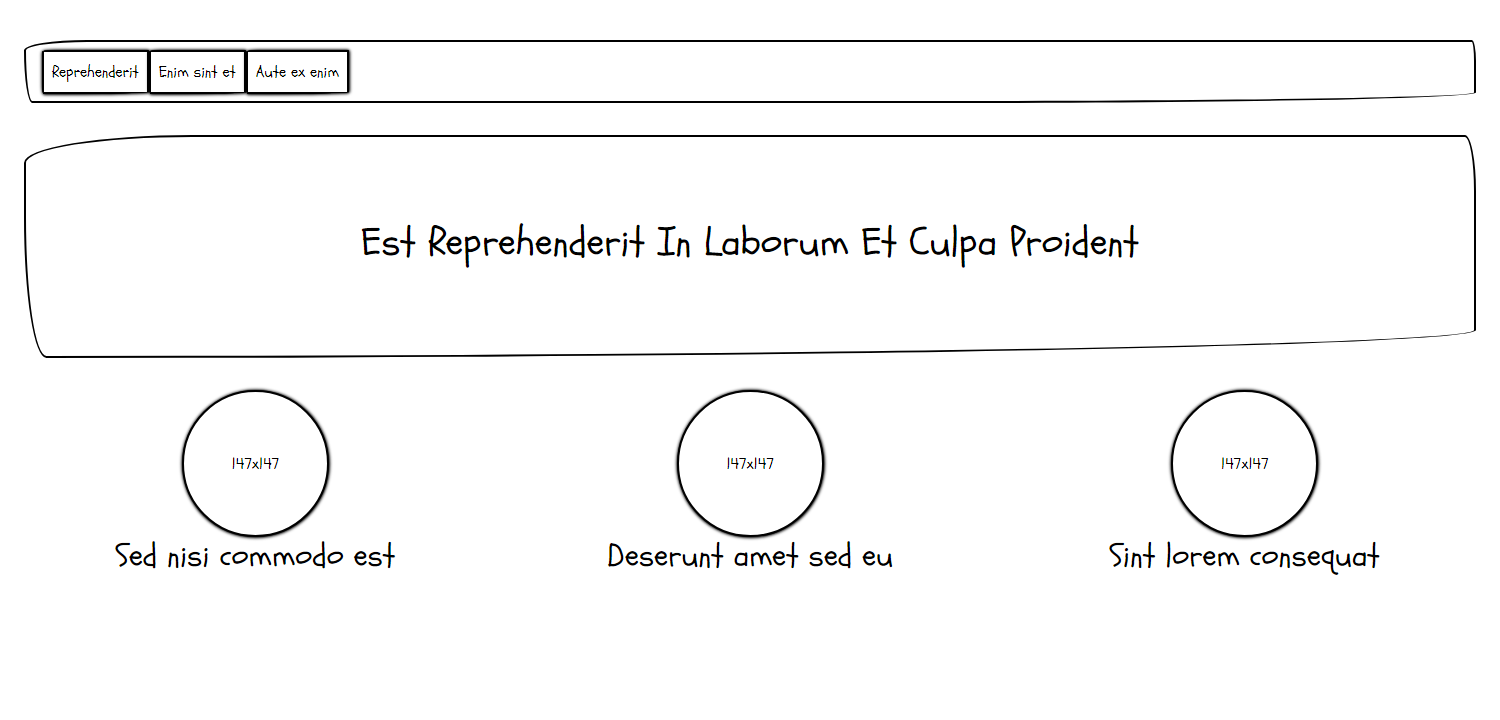 Reprehenderit Enim sint et Aute ex enim
Est Reprehenderit In Laborum Et Culpa Proident
147x147 147x147 147x147
Sed nisi commodo est Deserunt amet sed eu Sint lorem consequat